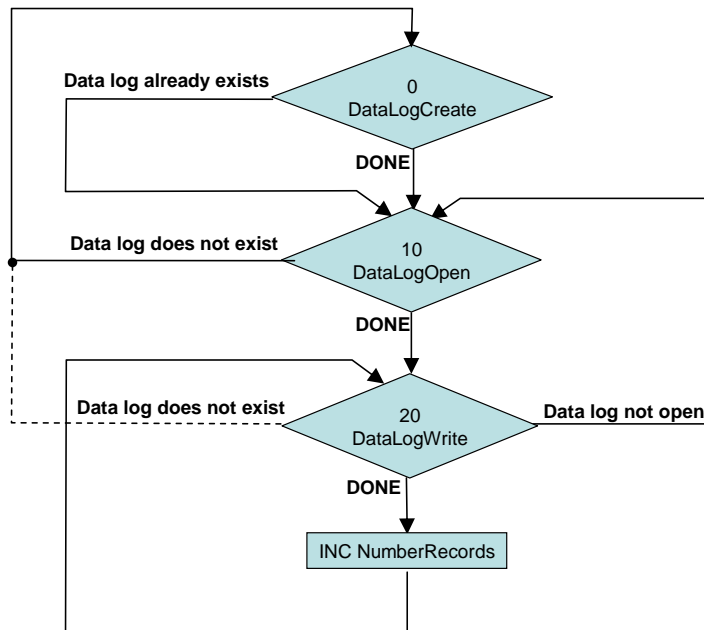 Data log already exists
0
DataLogCreate
DONE
Data log does not exist
10
DataLogOpen
DONE
Data log does not exist
20
DataLogWrite
Data log not open
DONE
INC NumberRecords